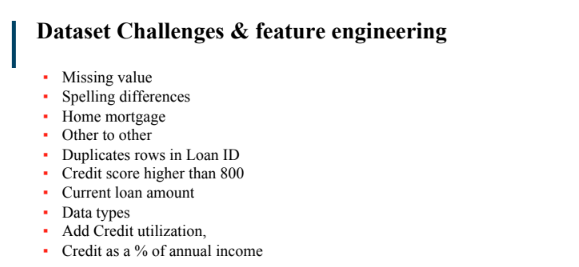 Dataset Challenges & feature engineering
Missing value
Spelling differences
Home mortgage
Other to other
Duplicates rows in Loan ID
Credit score higher than 800
Current loan amount
Data types
Add Credit utilization,
Credit as a % of annual income